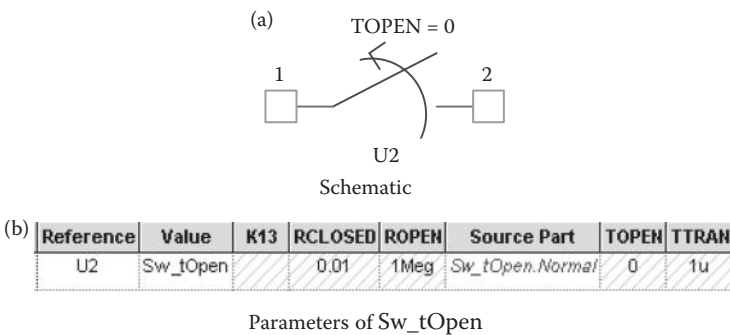 (a)
TOPEN = 0
1
2
U2
Schematic
(b)
Reference Value K13 RCLOSED ROPEN Source Part TOPEN TTRAN
U2 Sw_tOpen 0.01 1Meg Sw_tOpen.Normal 0 1u
Parameters of Sw_tOpen